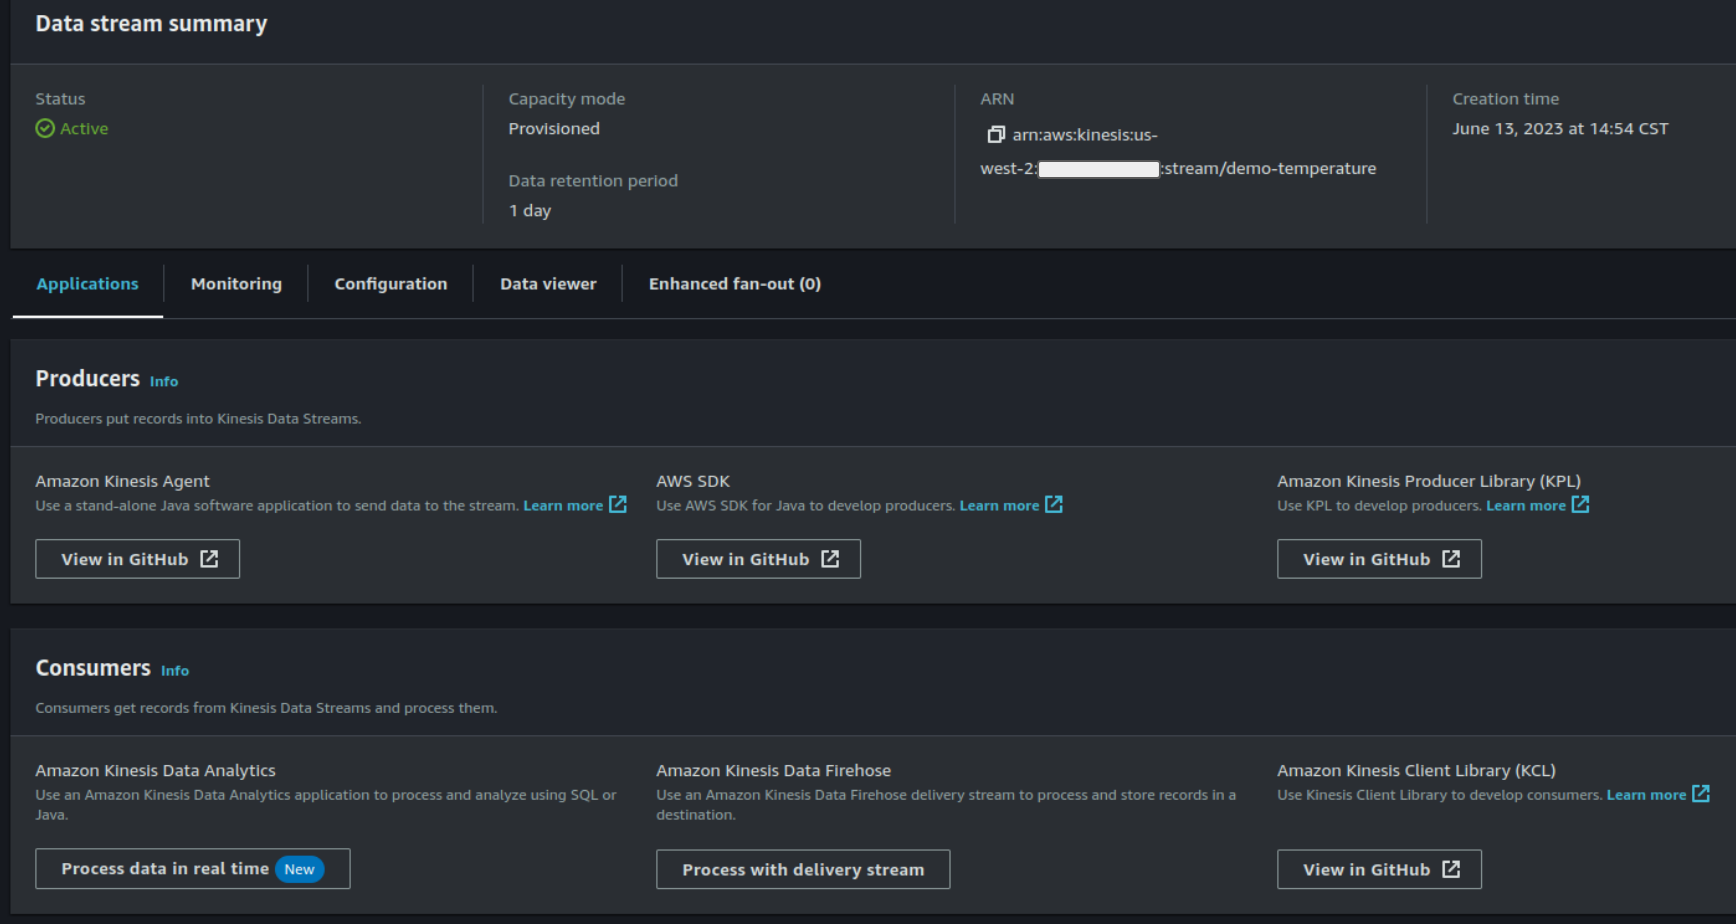 Data stream summary
Status
Active
Capacity mode
Provisioned
Data retention period
1 day
ARN
arn:aws:kinesis:us-
west-2: :stream/demo-temperature
Creation time
June 13, 2023 at 14:54 CST
Applications
Monitoring
Configuration
Data viewer
Enhanced fan-out (0)
Producers Info
Producers put records into Kinesis Data Streams.
Amazon Kinesis Agent
Use a stand-alone Java software application to send data to the stream. Learn more
View in GitHub
AWS SDK
Use AWS SDK for Java to develop producers. Learn more
View in GitHub
Amazon Kinesis Producer Library (KPL)
Use KPL to develop producers. Learn more
View in GitHub
Consumers Info
Consumers get records from Kinesis Data Streams and process them.
Amazon Kinesis Data Analytics
Use an Amazon Kinesis Data Analytics application to process and analyze using SQL or
Java.
Process data in real time New
Amazon Kinesis Data Firehose
Use an Amazon Kinesis Data Firehose delivery stream to process and store records in a
destination.
Process with delivery stream
Amazon Kinesis Client Library (KCL)
Use Kinesis Client Library to develop consumers. Learn more
View in GitHub